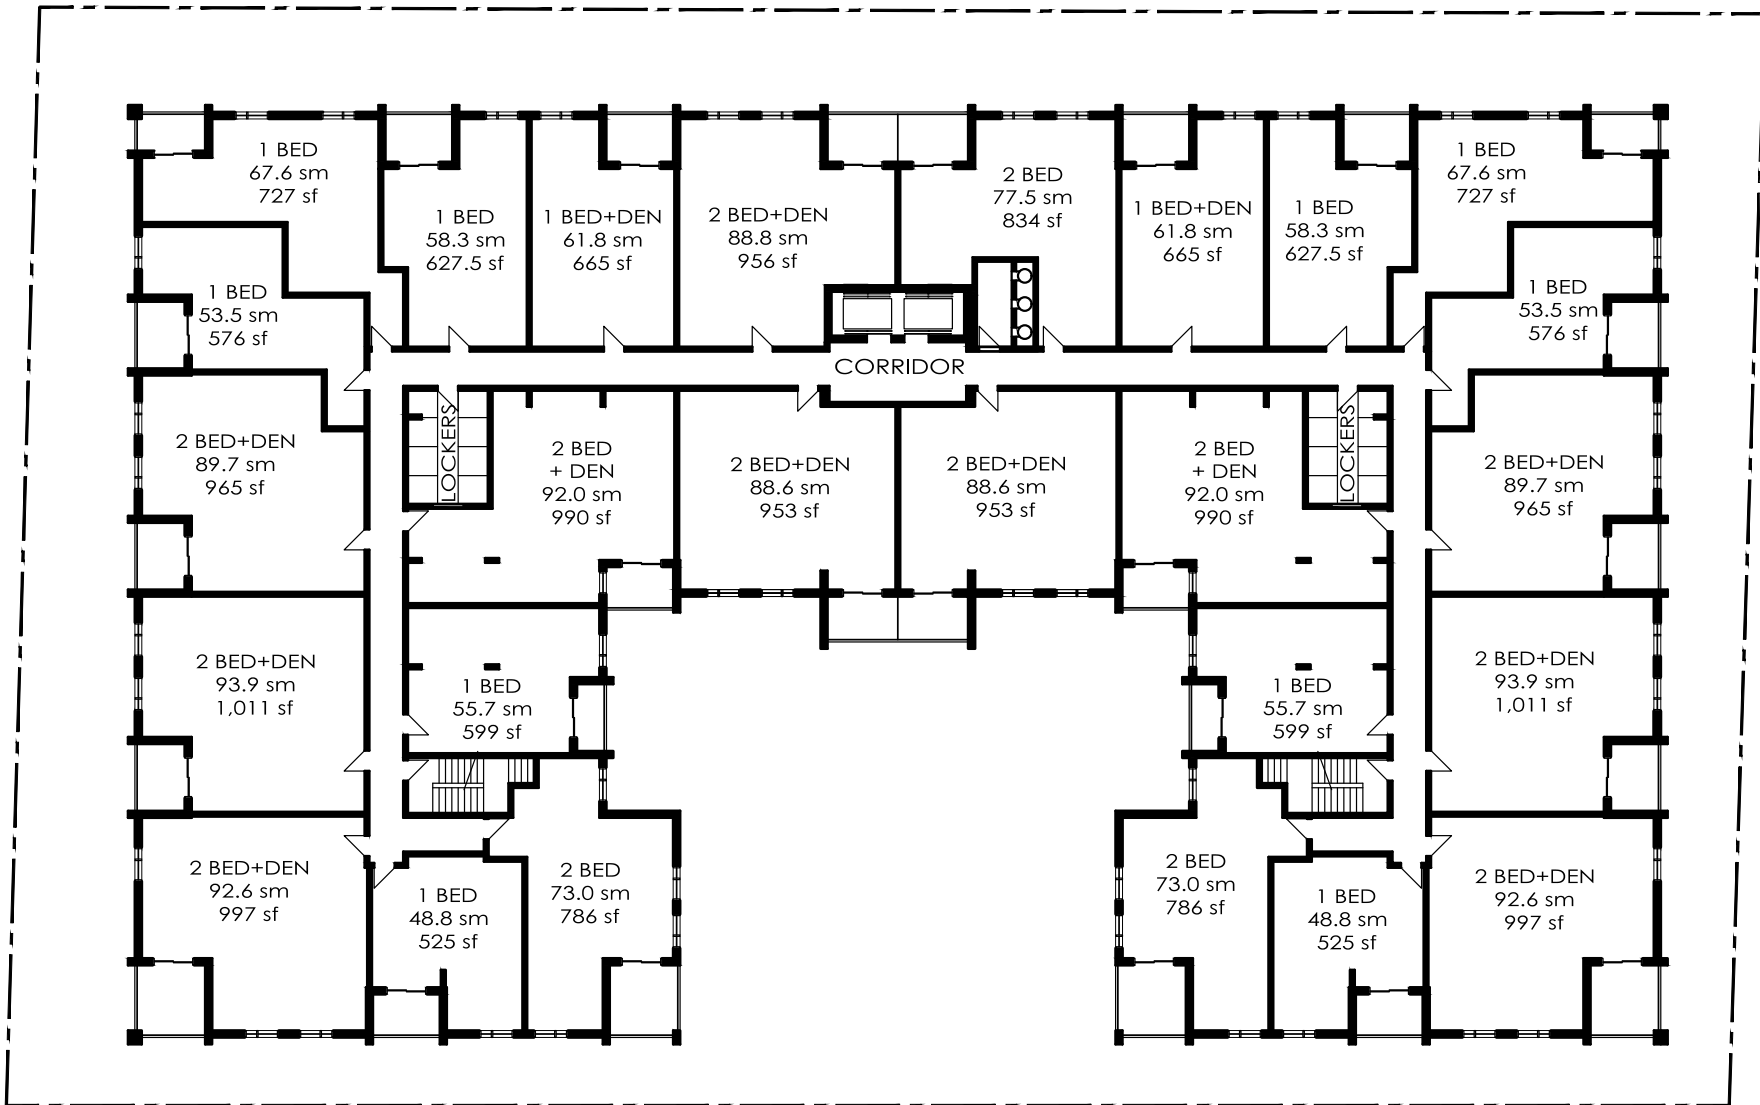 1 BED
67.6 sm
727 sf
1 BED
58.3 sm
627.5 sf
1 BED+DEN
61.8 sm
665 sf
2 BED+DEN
88.8 sm
956 sf
2 BED
77.5 sm
834 sf
1 BED+DEN
61.8 sm
665 sf
1 BED
58.3 sm
627.5 sf
1 BED
67.6 sm
727 sf
1 BED
53.5 sm
576 sf
1 BED
53.5 sm
576 sf
CORRIDOR
2 BED+DEN
89.7 sm
965 sf
LOCKERS
2 BED
+ DEN
92.0 sm
990 sf
2 BED+DEN
88.6 sm
953 sf
2 BED+DEN
88.6 sm
953 sf
2 BED
+ DEN
92.0 sm
990 sf
LOCKERS
2 BED+DEN
89.7 sm
965 sf
2 BED+DEN
93.9 sm
1,011 sf
1 BED
55.7 sm
599 sf
1 BED
55.7 sm
599 sf
2 BED+DEN
93.9 sm
1,011 sf
2 BED+DEN
92.6 sm
997 sf
1 BED
48.8 sm
525 sf
2 BED
73.0 sm
786 sf
2 BED
73.0 sm
786 sf
1 BED
48.8 sm
525 sf
2 BED+DEN
92.6 sm
997 sf